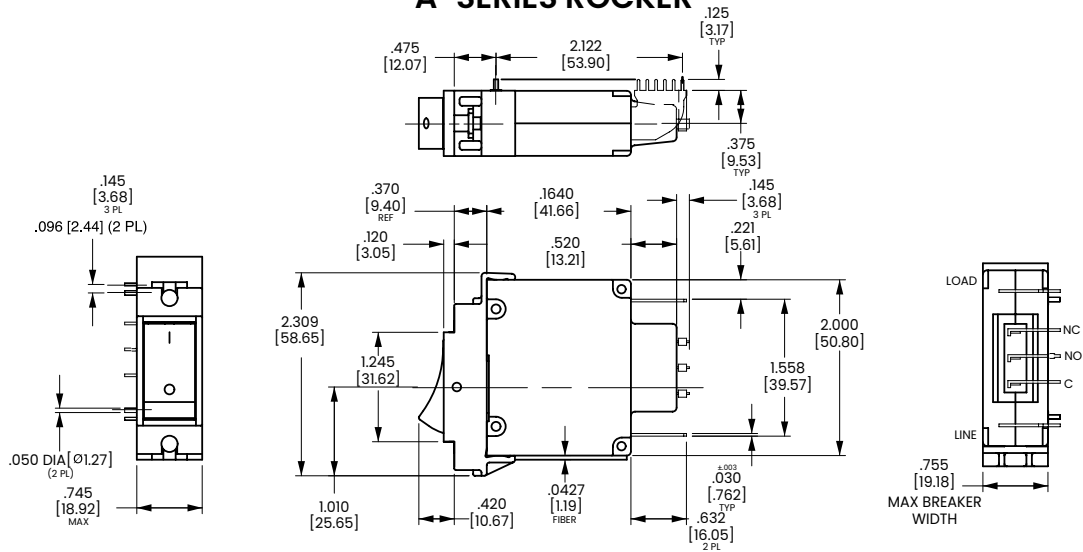 A- SERIES ROCKER
.475
[12.07]
2.122
[53.90]
.125
[3.17]
TYP
.375
[9.53]
TYP
.145
[3.68]
3 PL
.096 [2.44] (2 PL)
.370
[9.40]
REF
.1640
[41.66]
.145
[3.68]
3 PL
.120
[3.05]
.520
[13.21]
.221
[5.61]
2.309
[58.65]
1.245
[31.62]
2.000
[50.80]
1.558
[39.57]
LOAD
NC
NO
C
LINE
.050 DIA[Ø1.27]
(2 PL)
.745
[18.92]
MAX
1.010
[25.65]
.420
[10.67]
.0427
[1.19]
FIBER
±.003
.030
[.762]
TYP
.632
[16.05]
2 PL
.755
[19.18]
MAX BREAKER
WIDTH
I
O
0